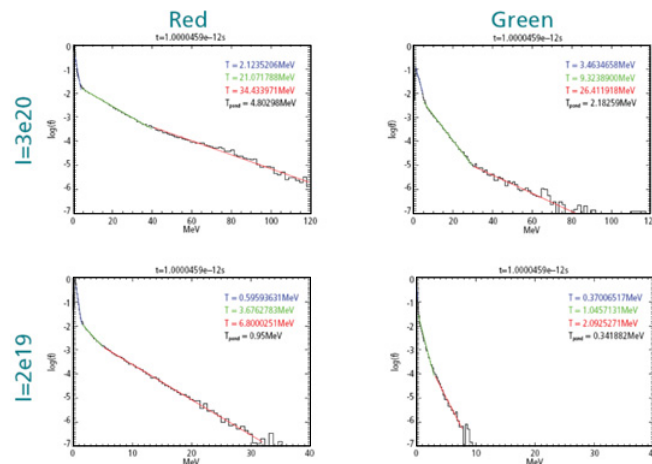 Red
Green
I=3e20
t=1.0000459e-12s
T = 2.1235206MeV
T = 21.071788MeV
T = 34.433971MeV
Tpond = 4.80298MeV
log(f)
0
-1
-2
-3
-4
-5
-6
-7
0 20 40 60 80 100 120
MeV
t=1.0000459e-12s
T = 3.4634658MeV
T = 9.3238900MeV
T = 26.411918MeV
Tpond = 2.18259MeV
log(f)
0
-1
-2
-3
-4
-5
-6
-7
0 20 40 60 80 100 120
MeV
I=2e19
t=1.0000459e-12s
T = 0.59593631MeV
T = 3.6762783MeV
T = 6.8000251MeV
Tpond = 0.95MeV
log(f)
0
-1
-2
-3
-4
-5
-6
-7
0 10 20 30 40
MeV
t=1.0000459e-12s
T = 0.37006517MeV
T = 1.0457131MeV
T = 2.0925271MeV
Tpond = 0.341882MeV
log(f)
0
-1
-2
-3
-4
-5
-6
-7
0 10 20 30 40
MeV